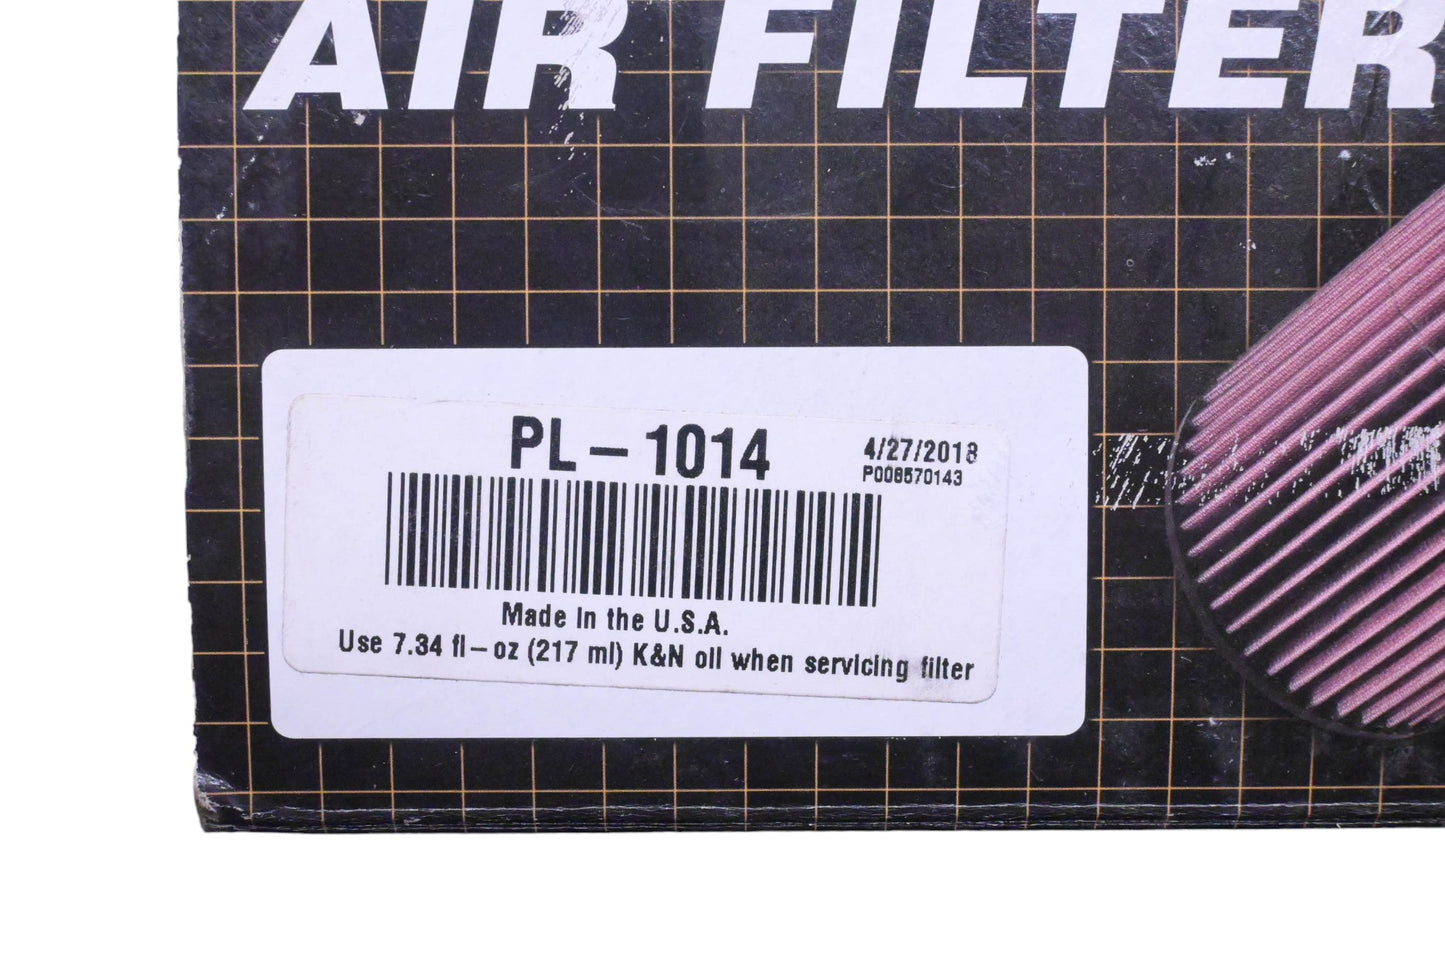 AIR FILTER
PL-1014
4/27/2018
P008570143
Made in the U.S.A.
Use 7.34 fl-oz (217 ml) K&N oil when servicing filter